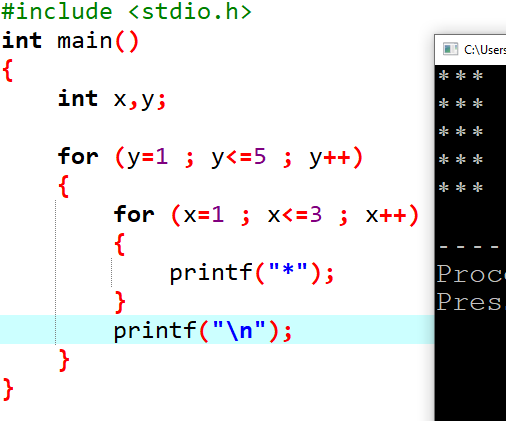 #include <stdio.h>
int main()
{
    int x,y;

    for (y=1 ; y<=5 ; y++)
    {
        for (x=1 ; x<=3 ; x++)
        {
            printf("*");
        }
        printf("\n");
    }
}
C:\Users
***
***
***
***
***
----
Proc
Pres